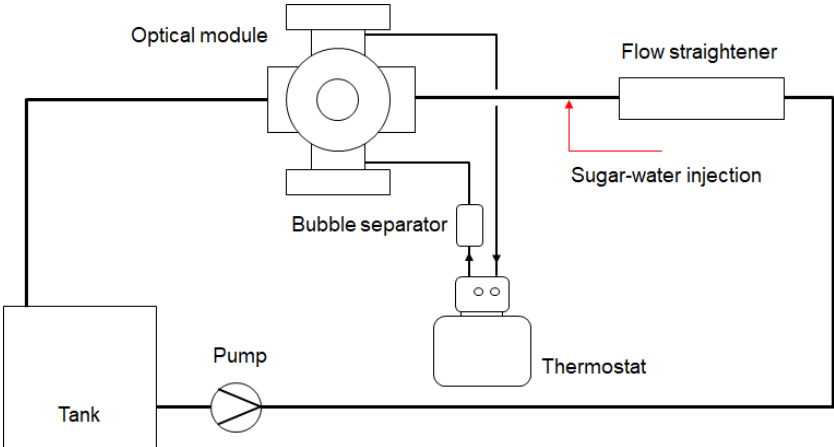 Optical module
Flow straightener
Sugar-water injection
Bubble separator
Thermostat
Pump
Tank